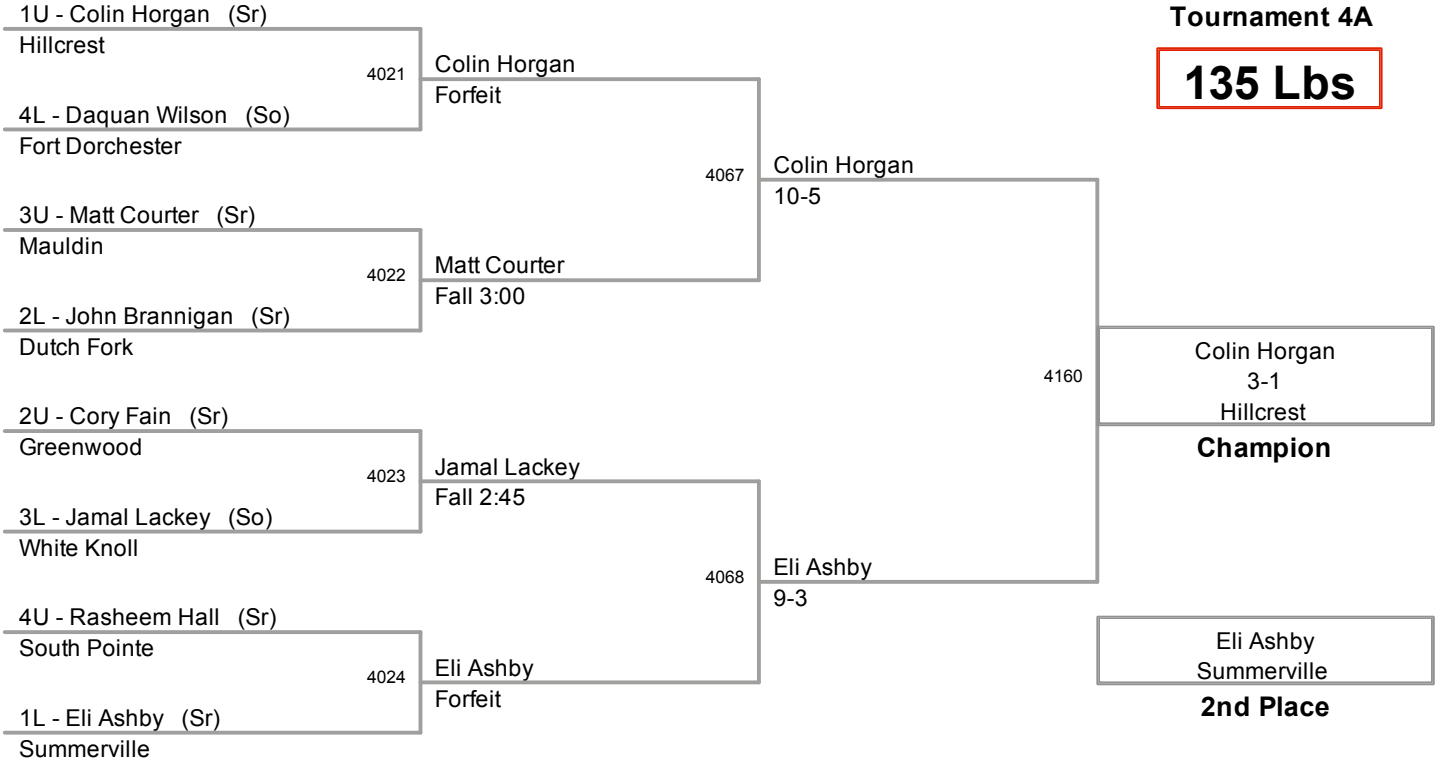 Tournament 4A
135 Lbs
1U - Colin Horgan (Sr)
Hillcrest
4021
4L - Daquan Wilson (So)
Fort Dorchester
Colin Horgan
Forfeit
3U - Matt Courter (Sr)
Mauldin
4022
2L - John Brannigan (Sr)
Dutch Fork
Matt Courter
Fall 3:00
4067
Colin Horgan
10-5
2U - Cory Fain (Sr)
Greenwood
4023
3L - Jamal Lackey (So)
White Knoll
Jamal Lackey
Fall 2:45
4U - Rasheem Hall (Sr)
South Pointe
4024
1L - Eli Ashby (Sr)
Summerville
Eli Ashby
Forfeit
4068
Eli Ashby
9-3
4160
Colin Horgan
3-1
Hillcrest
Champion
Eli Ashby
Summerville
2nd Place